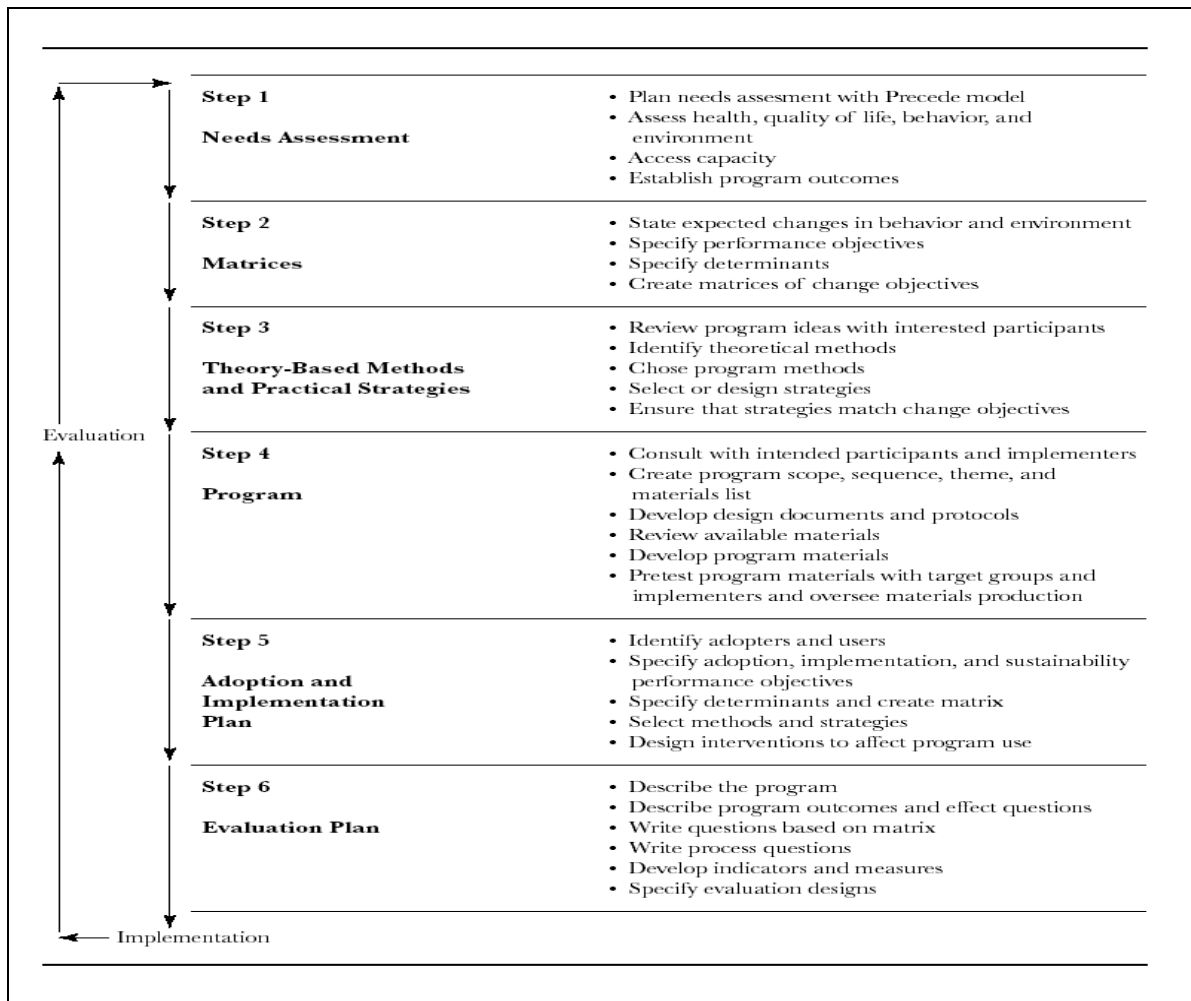 Step 1
Needs Assessment
• Plan needs assesment with Precede model
• Assess health, quality of life, behavior, and
environment
• Access capacity
• Establish program outcomes
Step 2
Matrices
• State expected changes in behavior and environment
• Specify performance objectives
• Specify determinants
• Create matrices of change objectives
Step 3
Theory-Based Methods
and Practical Strategies
• Review program ideas with interested participants
• Identify theoretical methods
• Chose program methods
• Select or design strategies
• Ensure that strategies match change objectives
Evaluation
Step 4
Program
• Consult with intended participants and implementers
• Create program scope, sequence, theme, and
materials list
• Develop design documents and protocols
• Review available materials
• Develop program materials
• Pretest program materials with target groups and
implementers and oversee materials production
Step 5
Adoption and
Implementation
Plan
• Identify adopters and users
• Specify adoption, implementation, and sustainability
performance objectives
• Specify determinants and create matrix
• Select methods and strategies
• Design interventions to affect program use
Step 6
Evaluation Plan
• Describe the program
• Describe program outcomes and effect questions
• Write questions based on matrix
• Write process questions
• Develop indicators and measures
• Specify evaluation designs
Implementation